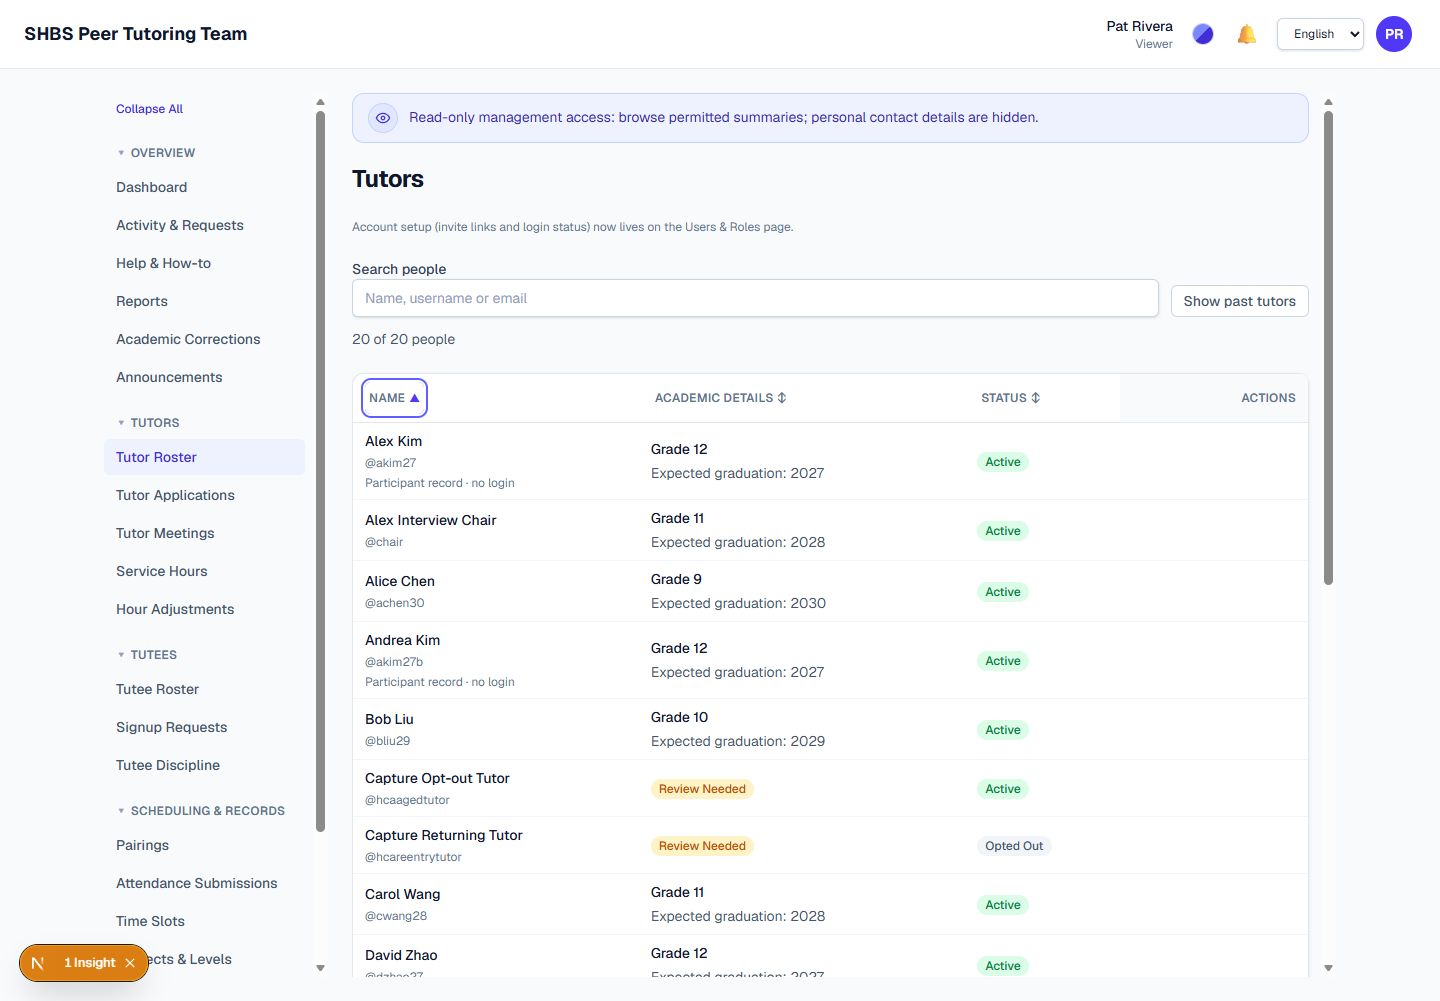 SHBS Peer Tutoring Team
Pat Rivera
Viewer
English
PR
Collapse All
OVERVIEW
Dashboard
Activity & Requests
Help & How-to
Reports
Academic Corrections
Announcements
TUTORS
Tutor Roster
Tutor Applications
Tutor Meetings
Service Hours
Hour Adjustments
TUTEES
Tutee Roster
Signup Requests
Tutee Discipline
SCHEDULING & RECORDS
Pairings
Attendance Submissions
Time Slots
ects & Levels
N 1 Insight
Read-only management access: browse permitted summaries; personal contact details are hidden.
Tutors
Account setup (invite links and login status) now lives on the Users & Roles page.
Search people
Name, username or email
Show past tutors
20 of 20 people
NAME ▲ ACADEMIC DETAILS STATUS ACTIONS
Alex Kim
@akim27
Participant record · no login
Grade 12
Expected graduation: 2027
Active
Alex Interview Chair
@chair
Grade 11
Expected graduation: 2028
Active
Alice Chen
@achen30
Grade 9
Expected graduation: 2030
Active
Andrea Kim
@akim27b
Participant record · no login
Grade 12
Expected graduation: 2027
Active
Bob Liu
@bliu29
Grade 10
Expected graduation: 2029
Active
Capture Opt-out Tutor
@hcaagedtutor
Review Needed
Active
Capture Returning Tutor
@hcareentrytutor
Review Needed
Opted Out
Carol Wang
@cwang28
Grade 11
Expected graduation: 2028
Active
David Zhao
@dzhao27
Grade 12
Expected graduation: 2027
Active